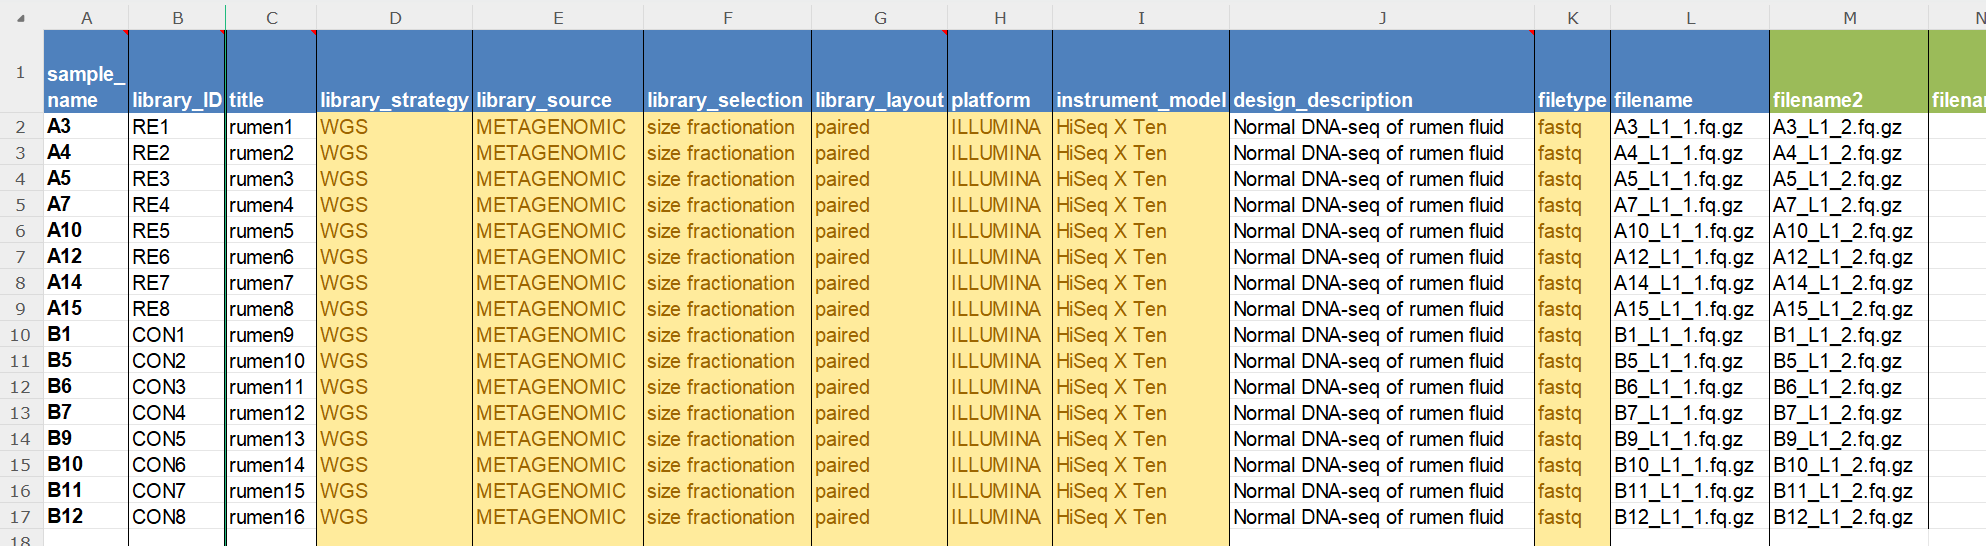 A B C D E F G H I J K L M N
1 sample_name library_ID title library_strategy library_source library_selection library_layout platform instrument_model design_description filetype filename filename2 filenar
2 A3 RE1 rumen1 WGS METAGENOMIC size fractionation paired ILLUMINA HiSeq X Ten Normal DNA-seq of rumen fluid fastq A3_L1_1.fq.gz A3_L1_2.fq.gz
3 A4 RE2 rumen2 WGS METAGENOMIC size fractionation paired ILLUMINA HiSeq X Ten Normal DNA-seq of rumen fluid fastq A4_L1_1.fq.gz A4_L1_2.fq.gz
4 A5 RE3 rumen3 WGS METAGENOMIC size fractionation paired ILLUMINA HiSeq X Ten Normal DNA-seq of rumen fluid fastq A5_L1_1.fq.gz A5_L1_2.fq.gz
5 A7 RE4 rumen4 WGS METAGENOMIC size fractionation paired ILLUMINA HiSeq X Ten Normal DNA-seq of rumen fluid fastq A7_L1_1.fq.gz A7_L1_2.fq.gz
6 A10 RE5 rumen5 WGS METAGENOMIC size fractionation paired ILLUMINA HiSeq X Ten Normal DNA-seq of rumen fluid fastq A10_L1_1.fq.gz A10_L1_2.fq.gz
7 A12 RE6 rumen6 WGS METAGENOMIC size fractionation paired ILLUMINA HiSeq X Ten Normal DNA-seq of rumen fluid fastq A12_L1_1.fq.gz A12_L1_2.fq.gz
8 A14 RE7 rumen7 WGS METAGENOMIC size fractionation paired ILLUMINA HiSeq X Ten Normal DNA-seq of rumen fluid fastq A14_L1_1.fq.gz A14_L1_2.fq.gz
9 A15 RE8 rumen8 WGS METAGENOMIC size fractionation paired ILLUMINA HiSeq X Ten Normal DNA-seq of rumen fluid fastq A15_L1_1.fq.gz A15_L1_2.fq.gz
10 B1 CON1 rumen9 WGS METAGENOMIC size fractionation paired ILLUMINA HiSeq X Ten Normal DNA-seq of rumen fluid fastq B1_L1_1.fq.gz B1_L1_2.fq.gz
11 B5 CON2 rumen10 WGS METAGENOMIC size fractionation paired ILLUMINA HiSeq X Ten Normal DNA-seq of rumen fluid fastq B5_L1_1.fq.gz B5_L1_2.fq.gz
12 B6 CON3 rumen11 WGS METAGENOMIC size fractionation paired ILLUMINA HiSeq X Ten Normal DNA-seq of rumen fluid fastq B6_L1_1.fq.gz B6_L1_2.fq.gz
13 B7 CON4 rumen12 WGS METAGENOMIC size fractionation paired ILLUMINA HiSeq X Ten Normal DNA-seq of rumen fluid fastq B7_L1_1.fq.gz B7_L1_2.fq.gz
14 B9 CON5 rumen13 WGS METAGENOMIC size fractionation paired ILLUMINA HiSeq X Ten Normal DNA-seq of rumen fluid fastq B9_L1_1.fq.gz B9_L1_2.fq.gz
15 B10 CON6 rumen14 WGS METAGENOMIC size fractionation paired ILLUMINA HiSeq X Ten Normal DNA-seq of rumen fluid fastq B10_L1_1.fq.gz B10_L1_2.fq.gz
16 B11 CON7 rumen15 WGS METAGENOMIC size fractionation paired ILLUMINA HiSeq X Ten Normal DNA-seq of rumen fluid fastq B11_L1_1.fq.gz B11_L1_2.fq.gz
17 B12 CON8 rumen16 WGS METAGENOMIC size fractionation paired ILLUMINA HiSeq X Ten Normal DNA-seq of rumen fluid fastq B12_L1_1.fq.gz B12_L1_2.fq.gz
18